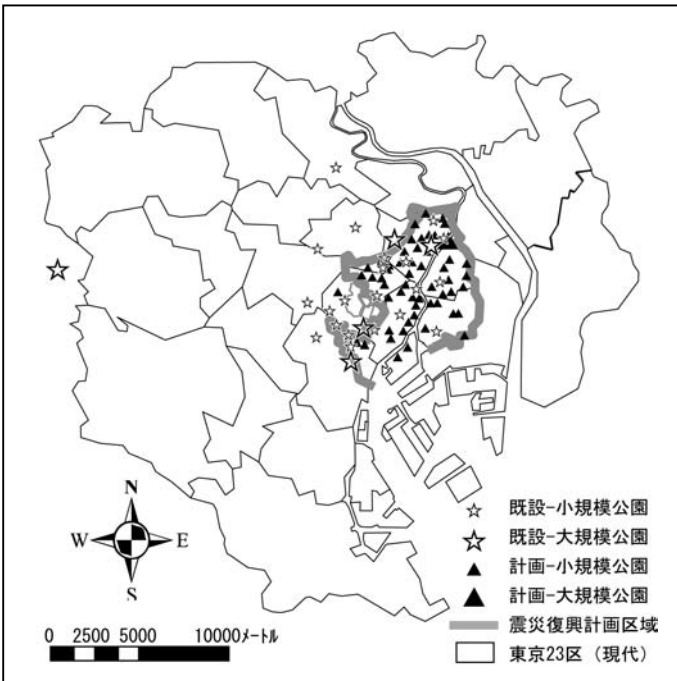 N
W E
S
0 2500 5000 10000メートル
既設-小規模公園
既設-大規模公園
計画-小規模公園
計画-大規模公園
震災復興計画区域
東京23区（現代）